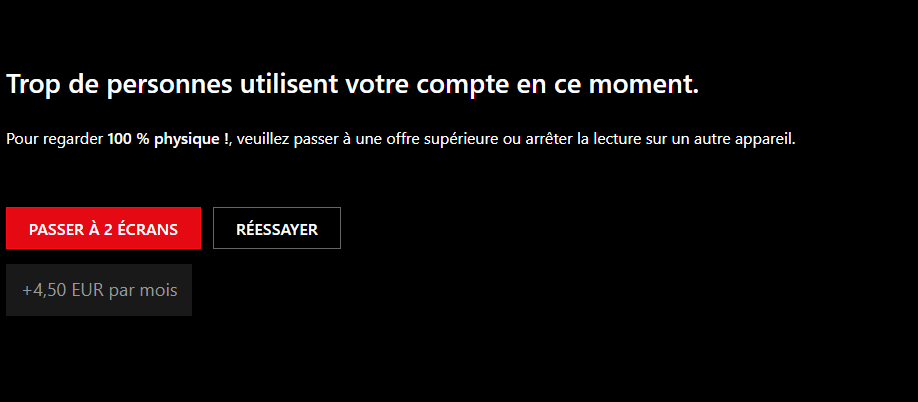 Trop de personnes utilisent votre compte en ce moment.
Pour regarder 100 % physique !, veuillez passer à une offre supérieure ou arrêter la lecture sur un autre appareil.
PASSER À 2 ÉCRANS
RÉESSAYER
+4,50 EUR par mois